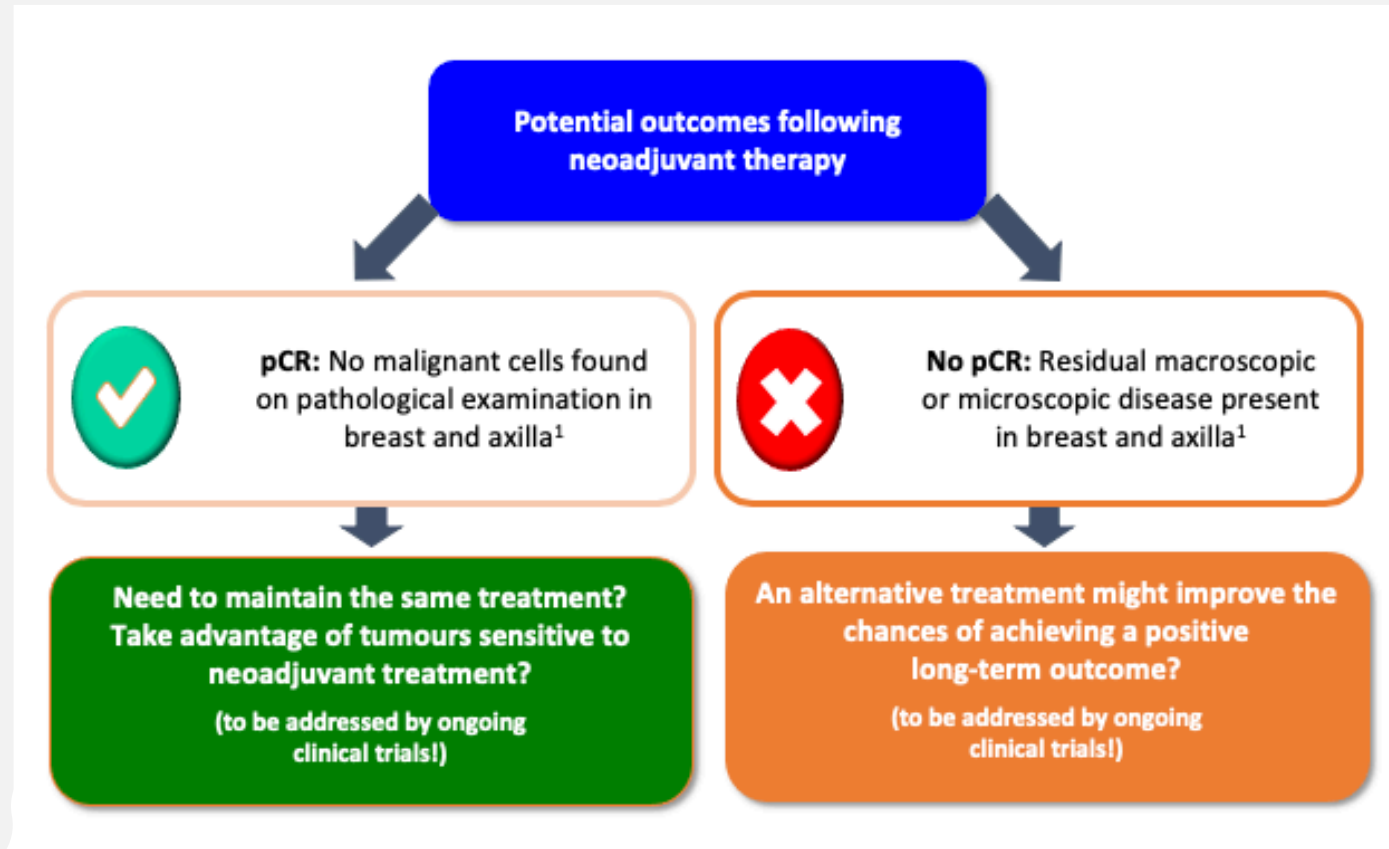 Potential outcomes following
neoadjuvant therapy
pCR: No malignant cells found
on pathological examination in
breast and axilla¹
No pCR: Residual macroscopic
or microscopic disease present
in breast and axilla¹
Need to maintain the same treatment?
Take advantage of tumours sensitive to
neoadjuvant treatment?
(to be addressed by ongoing
clinical trials!)
An alternative treatment might improve the
chances of achieving a positive
long-term outcome?
(to be addressed by ongoing
clinical trials!)